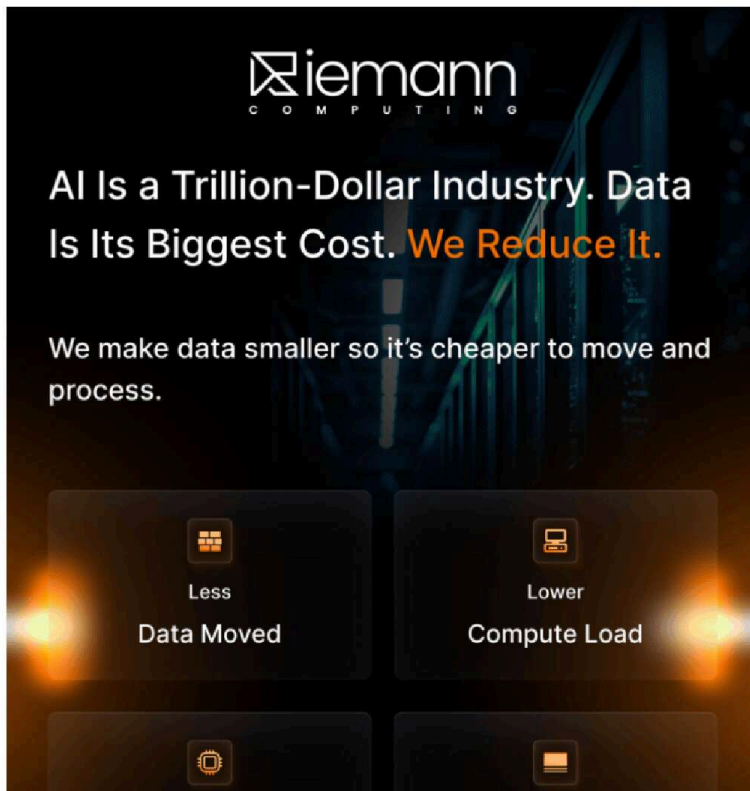 Riemann
COMPUTING
AI Is a Trillion-Dollar Industry. Data
Is Its Biggest Cost. We Reduce It.
We make data smaller so it's cheaper to move and
process.
Less
Data Moved
Lower
Compute Load